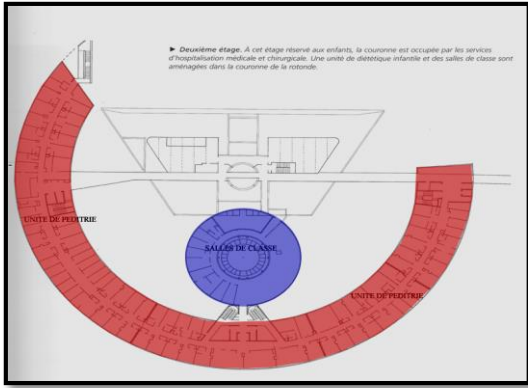 ► Deuxième étage. À cet étage réservé aux enfants, la couronne est occupée par les services
d'hospitalisation médicale et chirurgicale. Une unité de diététique infantile et des salles de classe sont
aménagées dans la couronne de la rotonde.
UNITE DE PEDITRIE
SALLES DE CLASSE
UNITE DE PEDITRIE